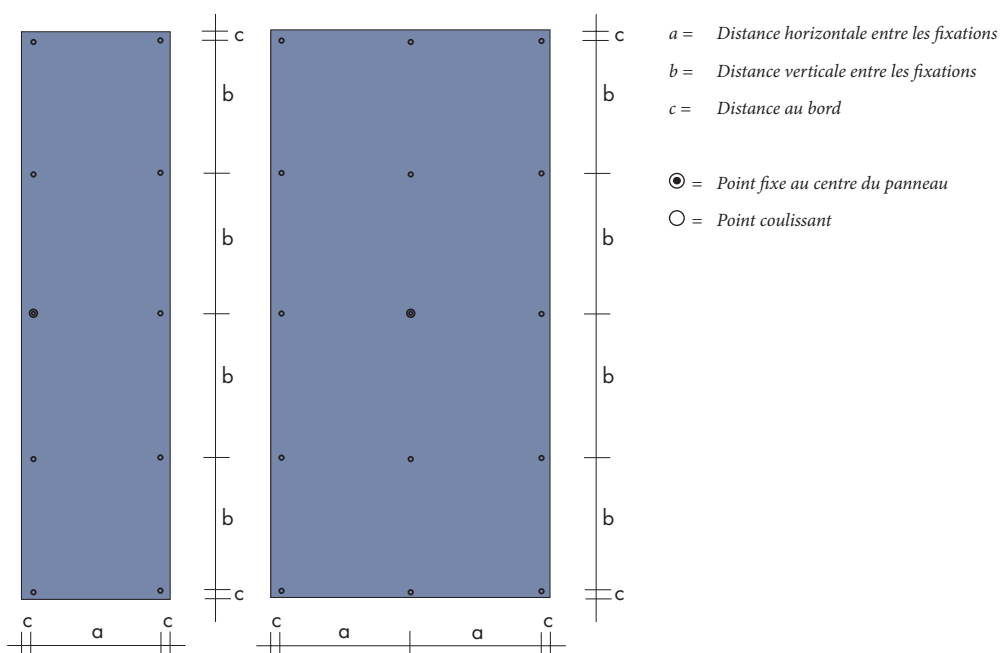 c
b
b
b
b
c
c
a
c
c
b
b
b
b
c
c
a
a
c
a = Distance horizontale entre les fixations
b = Distance verticale entre les fixations
c = Distance au bord
= Point fixe au centre du panneau
= Point coulissant